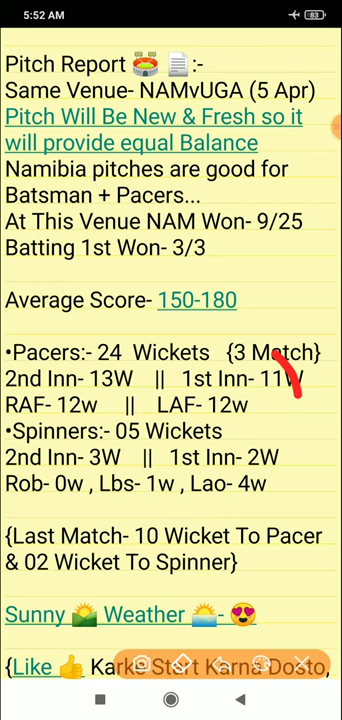 5:52 AM
83
Pitch Report 🏟️ 📄:-
Same Venue- NAMvUGA (5 Apr)
Pitch Will Be New & Fresh so it
will provide equal Balance
Namibia pitches are good for
Batsman + Pacers...
At This Venue NAM Won- 9/25
Batting 1st Won- 3/3
Average Score- 150-180
•Pacers:- 24 Wickets {3 Match}
2nd Inn- 13W || 1st Inn- 11W
RAF- 12w || LAF- 12w
•Spinners:- 05 Wickets
2nd Inn- 3W || 1st Inn- 2W
Rob- 0w , Lbs- 1w , Lao- 4w
{Last Match- 10 Wicket To Pacer
& 02 Wicket To Spinner}
Sunny 🌄 Weather 🌅- 😍
{Like 👍 Karke Start Karna Dosto,